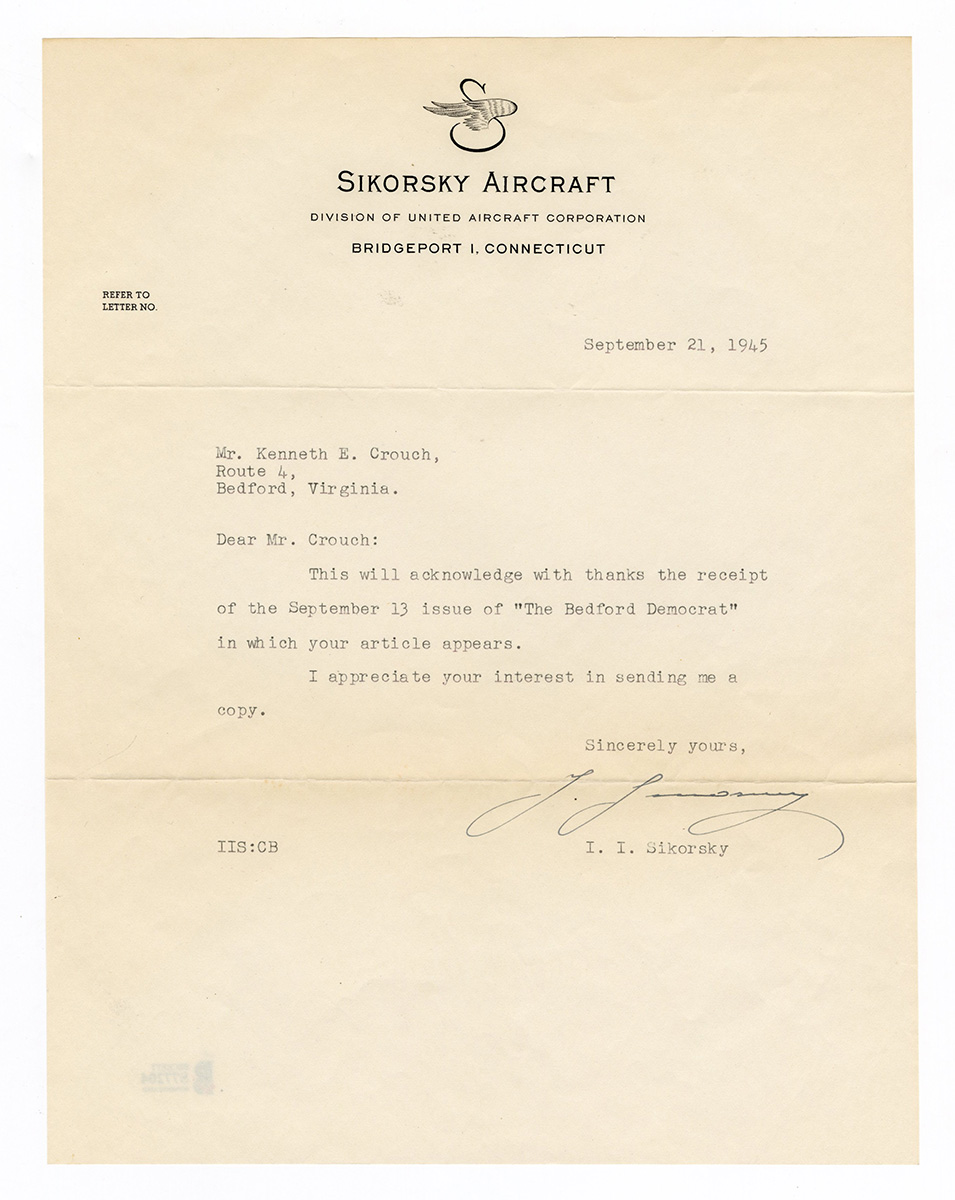 S
SIKORSKY AIRCRAFT
DIVISION OF UNITED AIRCRAFT CORPORATION
BRIDGEPORT 1, CONNECTICUT
REFER TO
LETTER NO.
September 21, 1945
Mr. Kenneth E. Crouch,
Route 4,
Bedford, Virginia.
Dear Mr. Crouch:
This will acknowledge with thanks the receipt
of the September 13 issue of "The Bedford Democrat"
in which your article appears.
I appreciate your interest in sending me a
copy.
Sincerely yours,
I. Sikorsky
IIS:CB
I. I. Sikorsky